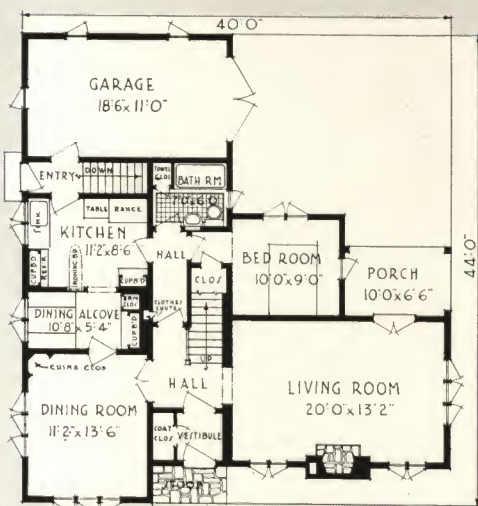 40'·0"
GARAGE
18'·6" x 11'·0"
ENTRY
DOWN
TOWEL
CLOS
BATH RM
7'·0" x 6'·0"
TABLE RANGE
SINK
KITCHEN
11'·2" x 8'·6"
CUPB'D
REFR.
IRONING BD
CUPB'D
HALL
CLOS
BED ROOM
10'·0" x 9'·0"
PORCH
10'·0" x 6'·6"
44'·0"
DINING ALCOVE
10'·8" x 5'·4"
BRM
CLOS
CUPB'D
CLOTHES
CHUTE
UP
CHINA CLOS
HALL
DINING ROOM
11'·2" x 13'·6"
LIVING ROOM
20'·0" x 13'·2"
COAT
CLOS
VESTIBULE
STOOP